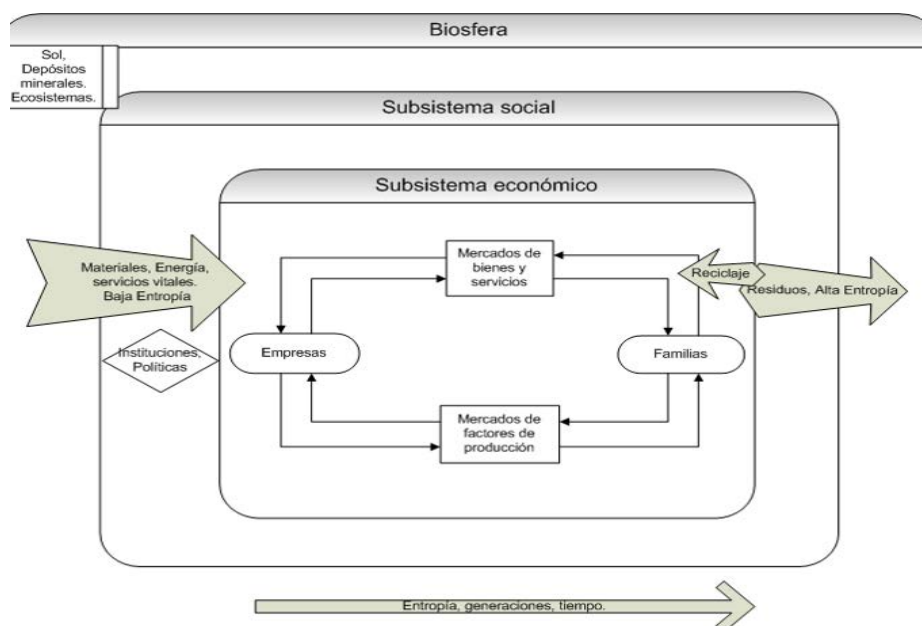 Biosfera
Sol,
Depósitos
minerales.
Ecosistemas.
Subsistema social
Subsistema económico
Materiales, Energía,
servicios vitales.
Baja Entropía
Mercados de
bienes y
servicios
Reciclaje
Residuos, Alta Entropía
Instituciones,
Políticas
Empresas
Familias
Mercados de
factores de
producción
Entropía, generaciones, tiempo.